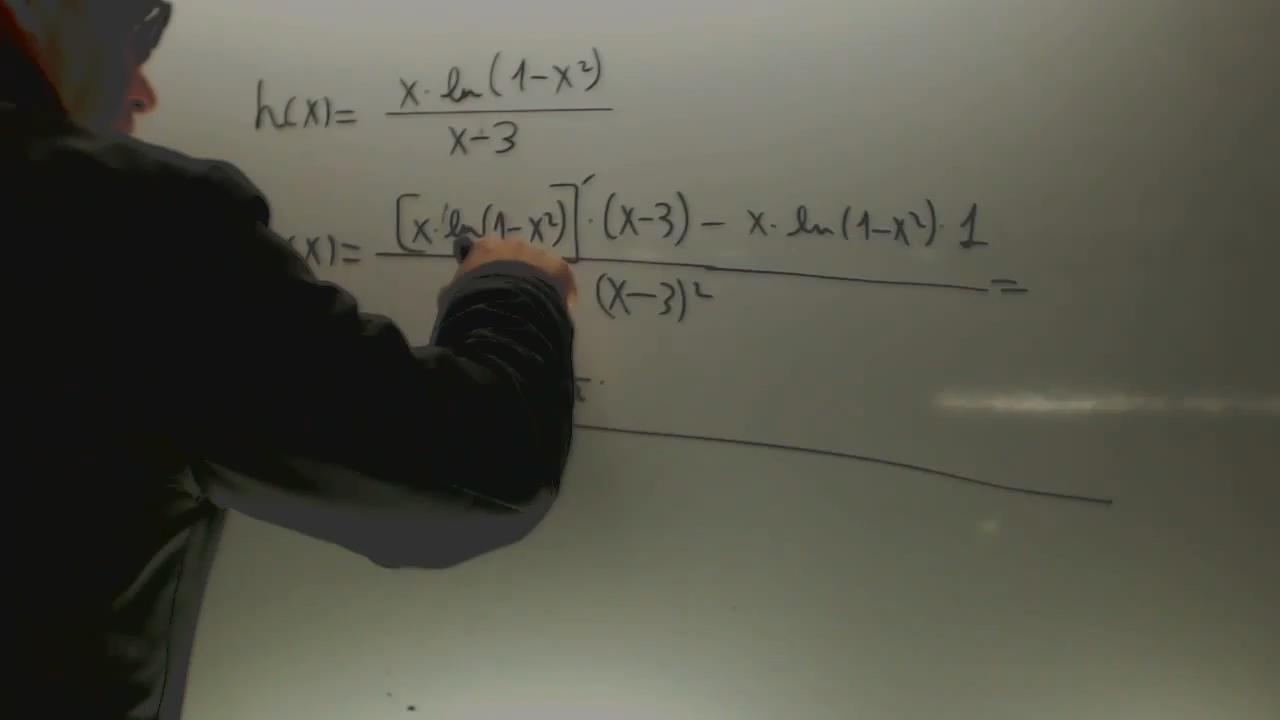 h(x) = x · ln(1-x²)
x-3
(x) = [x · ln(1-x²)]′ · (x-3) - x · ln(1-x²) · 1 =
(x-3)²